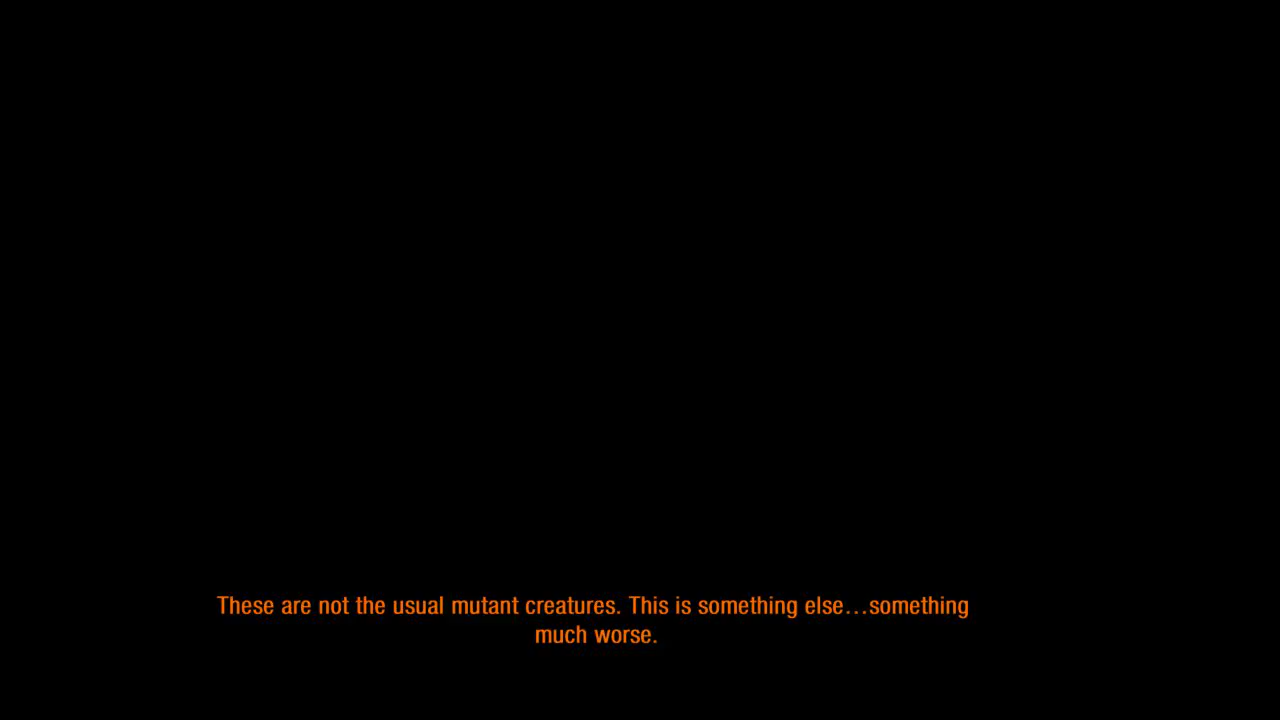 These are not the usual mutant creatures. This is something else...something
much worse.